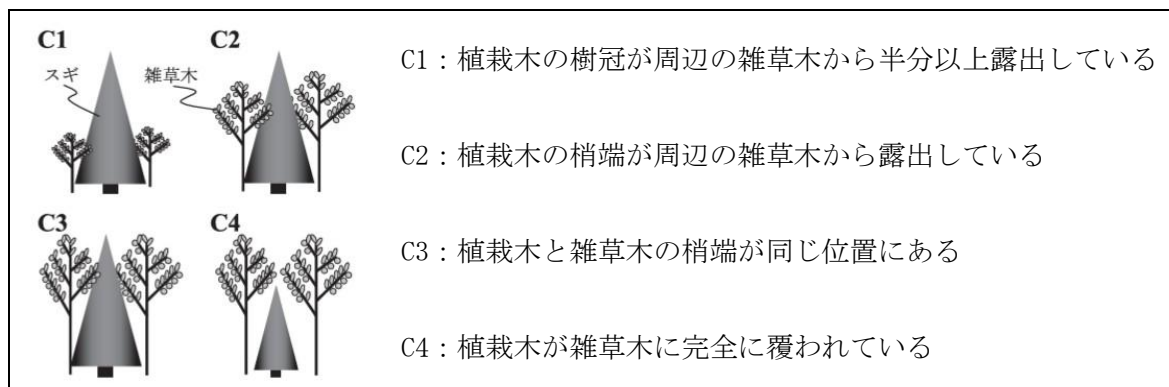 C1
C2
スギ
雑草木
C3
C4
C1：植栽木の樹冠が周辺の雑草木から半分以上露出している
C2：植栽木の梢端が周辺の雑草木から露出している
C3：植栽木と雑草木の梢端が同じ位置にある
C4：植栽木が雑草木に完全に覆われている